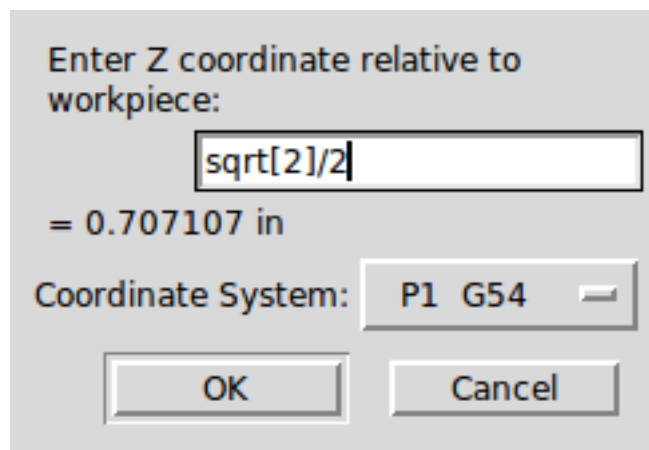 Enter Z coordinate relative to
workpiece:
sqrt[2]/2
= 0.707107 in
Coordinate System: P1 G54
OK Cancel